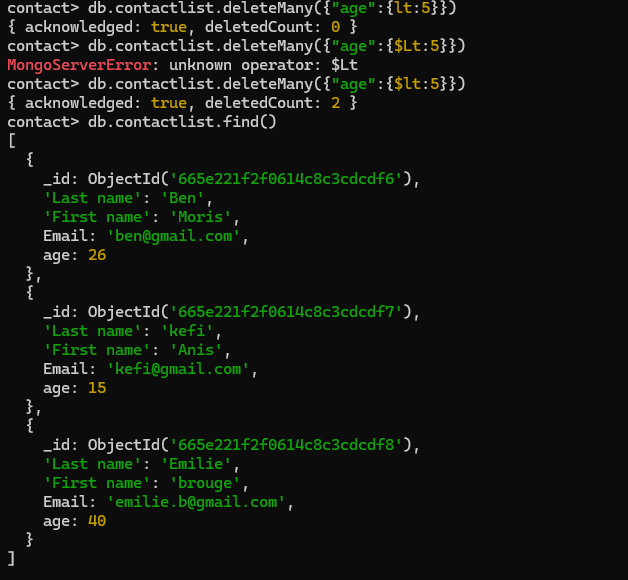 contact> db.contactlist.deleteMany({"age":{lt:5}})
{ acknowledged: true, deletedCount: 0 }
contact> db.contactlist.deleteMany({"age":{$Lt:5}})
MongoServerError: unknown operator: $Lt
contact> db.contactlist.deleteMany({"age":{$lt:5}})
{ acknowledged: true, deletedCount: 2 }
contact> db.contactlist.find()
[
  {
    _id: ObjectId('665e221f2f0614c8c3cdcdf6'),
    'Last name': 'Ben',
    'First name': 'Moris',
    Email: 'ben@gmail.com',
    age: 26
  },
  {
    _id: ObjectId('665e221f2f0614c8c3cdcdf7'),
    'Last name': 'kefi',
    'First name': 'Anis',
    Email: 'kefi@gmail.com',
    age: 15
  },
  {
    _id: ObjectId('665e221f2f0614c8c3cdcdf8'),
    'Last name': 'Emilie',
    'First name': 'brouge',
    Email: 'emilie.b@gmail.com',
    age: 40
  }
]